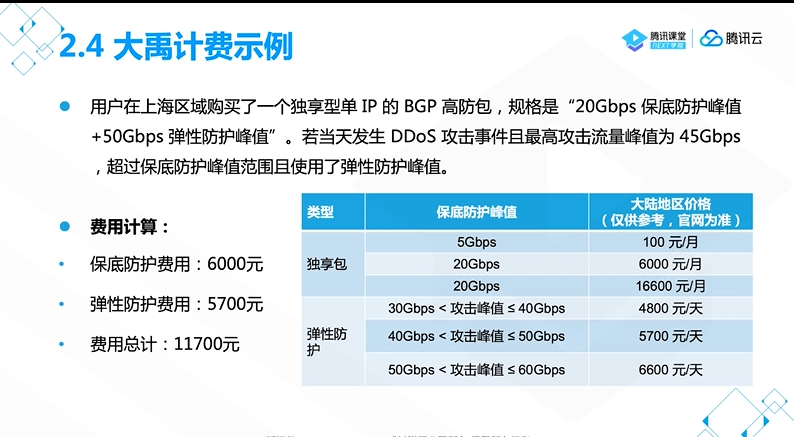 2.4 大禹计费示例
腾讯课堂
NEXT学院
腾讯云
用户在上海区域购买了一个独享型单 IP 的 BGP 高防包，规格是“20Gbps 保底防护峰值
+50Gbps 弹性防护峰值”。若当天发生 DDoS 攻击事件且最高攻击流量峰值为 45Gbps
，超过保底防护峰值范围且使用了弹性防护峰值。
费用计算：
保底防护费用：6000元
弹性防护费用：5700元
费用总计：11700元
类型 保底防护峰值 大陆地区价格
（仅供参考，官网为准）
独享包 5Gbps 100 元/月
20Gbps 6000 元/月
20Gbps 16600 元/月
弹性防
护 30Gbps < 攻击峰值 ≤ 40Gbps 4800 元/天
40Gbps < 攻击峰值 ≤ 50Gbps 5700 元/天
50Gbps < 攻击峰值 ≤ 60Gbps 6600 元/天